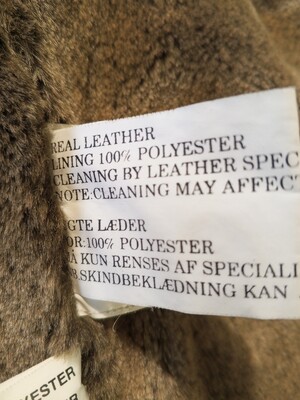 REAL LEATHER
LINING 100% POLYESTER
CLEANING BY LEATHER SPEC
NOTE:CLEANING MAY AFFECT
GTE LÆDER
OR:100% POLYESTER
Å KUN RENSES AF SPECIALI
B.SKINDBEKLÆDNING KAN
YESTER